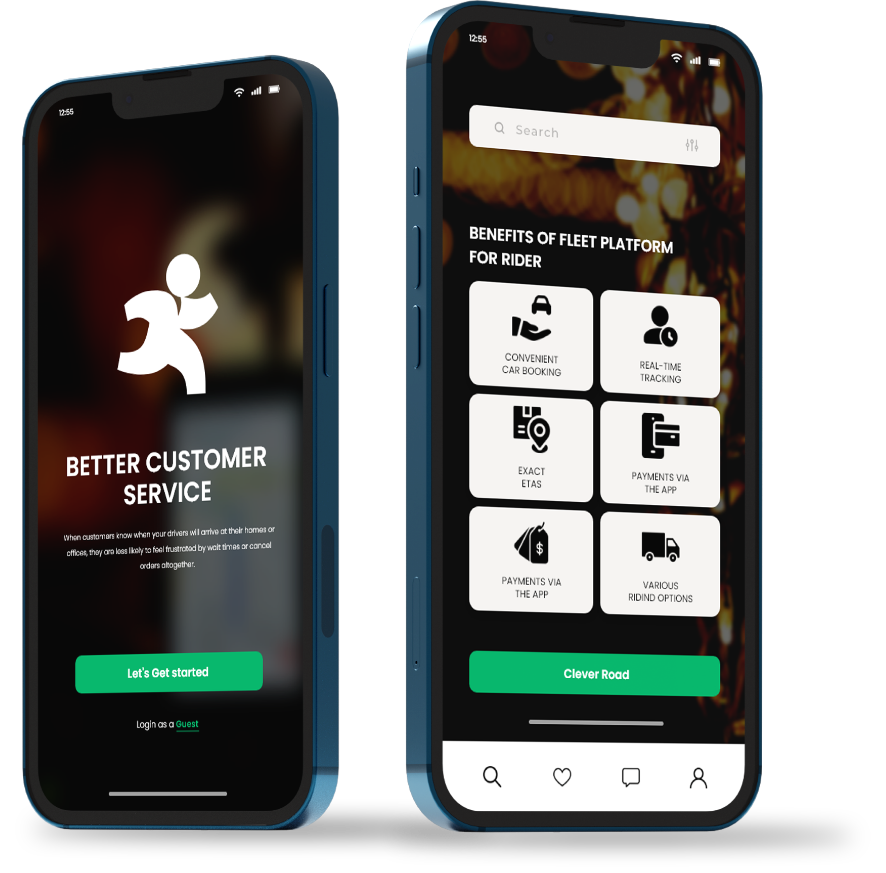 12:55
BETTER CUSTOMER
SERVICE
When customers know when your drivers will arrive at their homes or
offices, they are less likely to feel frustrated by wait times or cancel
orders altogether.
Let's Get started
Login as a Guest
12:55
Search
BENEFITS OF FLEET PLATFORM
FOR RIDER
CONVENIENT
CAR BOOKING
REAL-TIME
TRACKING
EXACT
ETAS
PAYMENTS VIA
THE APP
$
PAYMENTS VIA
THE APP
VARIOUS
RIDIND OPTIONS
Clever Road